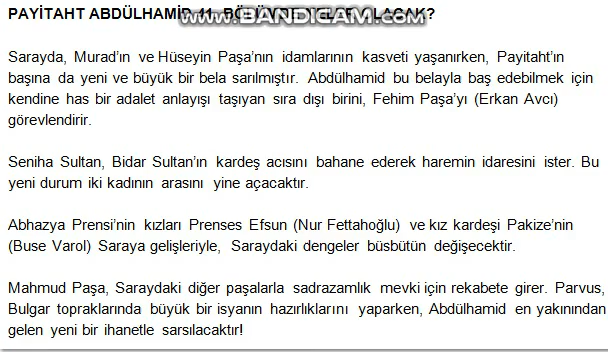 PAYİTAHT ABDÜLHAMİD 41. BÖLÜMDE NELER OLACAK?
www.BANDICAM.com
Sarayda, Murad’ın ve Hüseyin Paşa’nın idamlarının kasveti yaşanırken, Payitaht’ın
başına da yeni ve büyük bir bela sarılmıştır. Abdülhamid bu belayla baş edebilmek için
kendine has bir adalet anlayışı taşıyan sıra dışı birini, Fehim Paşa’yı (Erkan Avcı)
görevlendirir.
Seniha Sultan, Bidar Sultan’ın kardeş acısını bahane ederek haremin idaresini ister. Bu
yeni durum iki kadının arasını yine açacaktır.
Abhazya Prensi’nin kızları Prenses Efsun (Nur Fettahoğlu) ve kız kardeşi Pakize’nin
(Buse Varol) Saraya gelişleriyle, Saraydaki dengeler büsbütün değişecektir.
Mahmud Paşa, Saraydaki diğer paşalarla sadrazamlık mevki için rekabete girer. Parvus,
Bulgar topraklarında büyük bir isyanın hazırlıklarını yaparken, Abdülhamid en yakınından
gelen yeni bir ihanetle sarsılacaktır!